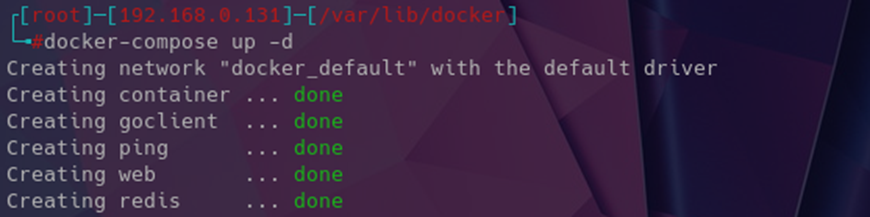 ┌[root]─[192.168.0.131]─[/var/lib/docker]
└╼#docker-compose up -d
Creating network "docker_default" with the default driver
Creating container ... done
Creating goclient  ... done
Creating ping      ... done
Creating web       ... done
Creating redis     ... done